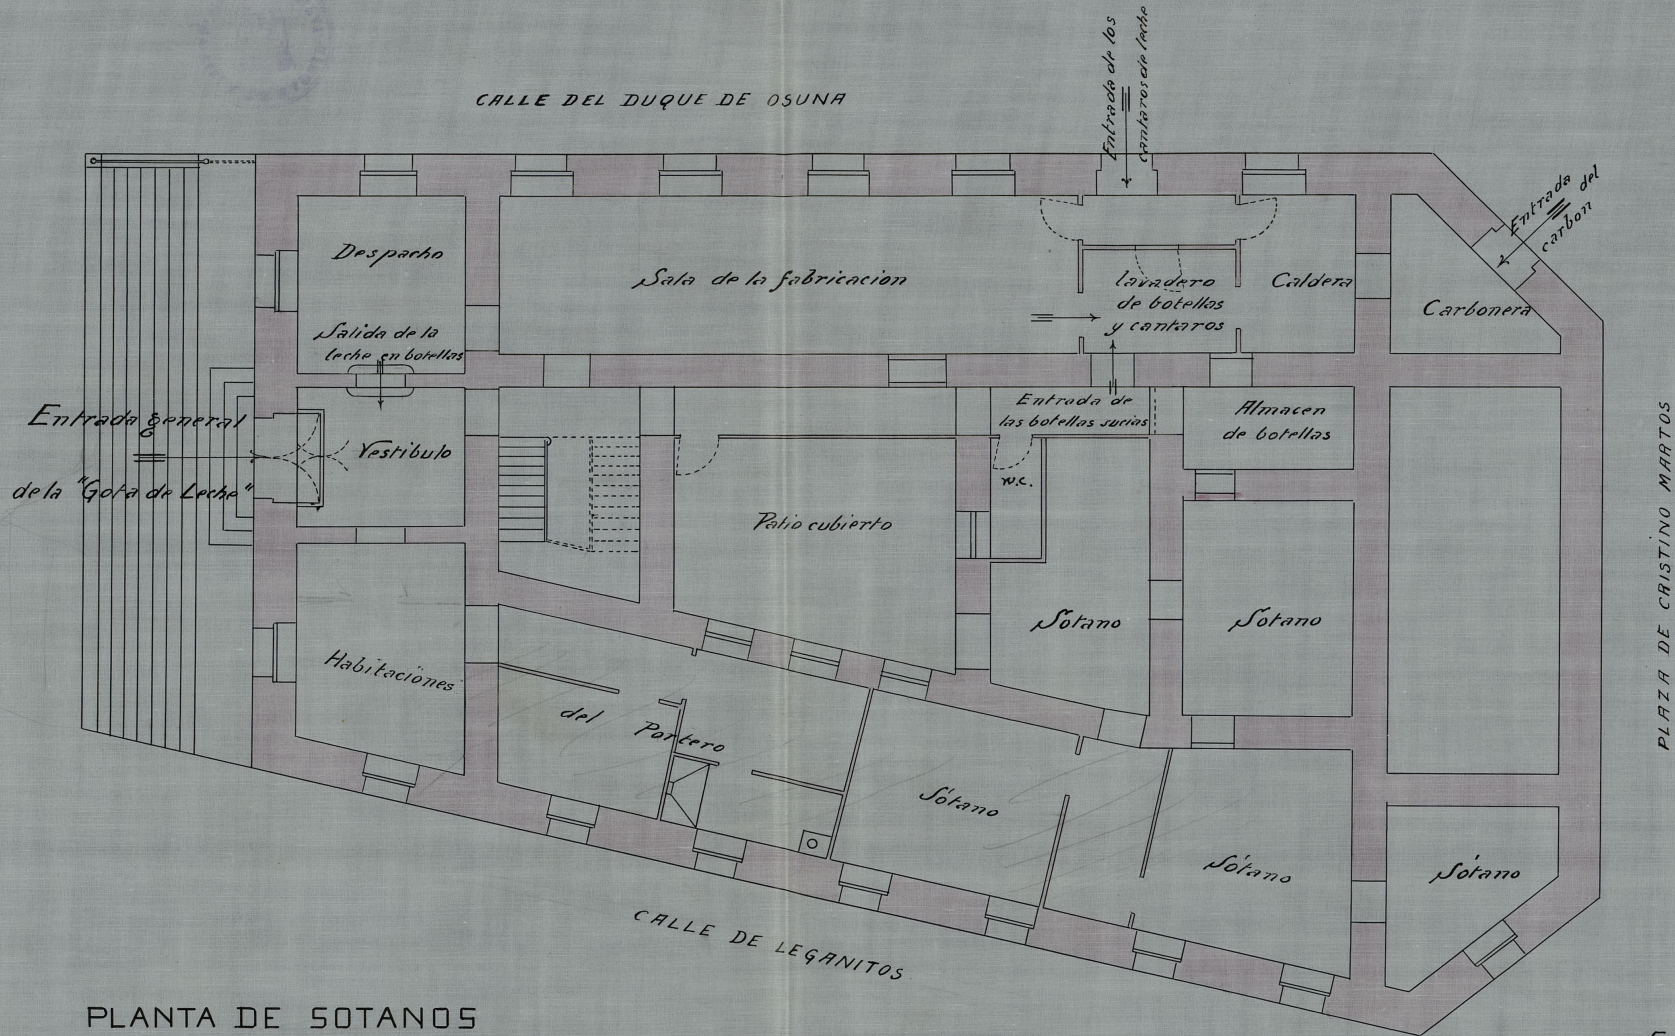 CALLE DEL DUQUE DE OSUNA
Entrada de los
cantaros de leche
Entrada del
carbon
Despacho
Sala de la fabricacion
lavadero
de botellas
y cantaros
Caldera
Carbonera
Salida de la
leche en botellas
Entrada general
de la "Gota de Leche"
Vestibulo
Entrada de
las botellas sucias
Almacen
de botellas
W.C.
Patio cubierto
Sotano
Sotano
Habitaciones
del Portero
Sótano
Sótano
Sótano
PLAZA DE CRISTINO MARTOS
CALLE DE LEGANITOS
PLANTA DE SOTANOS